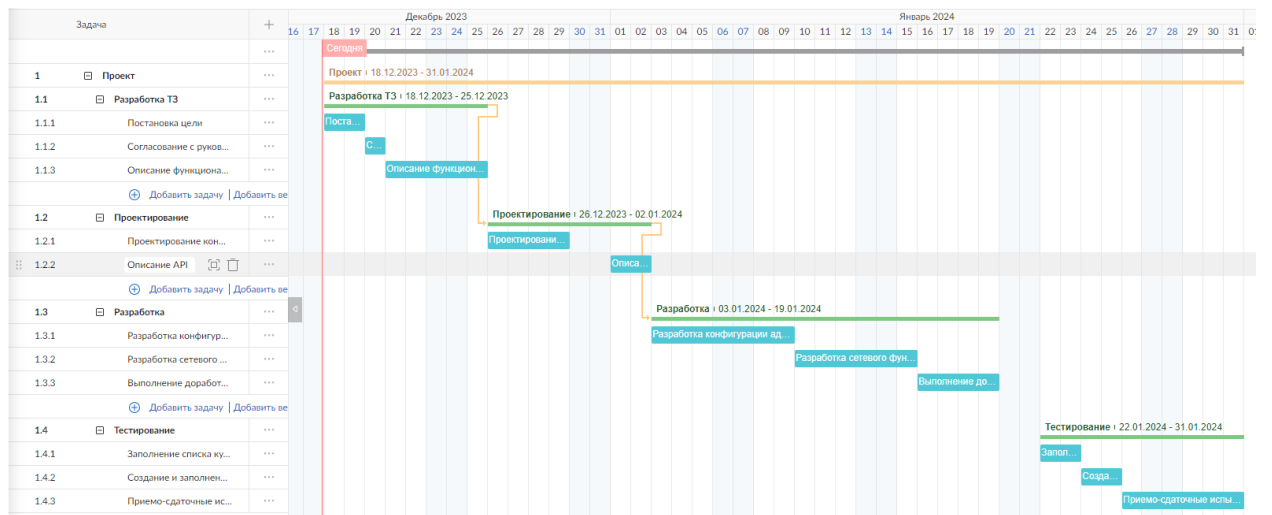 Декабрь 2023 Январь 2024
Задача +
16 17 18 19 20 21 22 23 24 25 26 27 28 29 30 31 01 02 03 04 05 06 07 08 09 10 11 12 13 14 15 16 17 18 19 20 21 22 23 24 25 26 27 28 29 30 31
... Сегодня
1 Проект ... Проект 18.12.2023 - 31.01.2024
1.1 Разработка ТЗ ... Разработка ТЗ 18.12.2023 - 25.12.2023
1.1.1 Постановка цели ... Поста...
1.1.2 Согласование с руков... ... С...
1.1.3 Описание функциона... ... Описание функцион...
Добавить задачу | Добавить ве
1.2 Проектирование ... Проектирование 26.12.2023 - 02.01.2024
1.2.1 Проектирование кон... ... Проектировани...
1.2.2 Описание API ... Описа...
Добавить задачу | Добавить ве
1.3 Разработка ... Разработка 03.01.2024 - 19.01.2024
1.3.1 Разработка конфигур... ... Разработка конфигурации ад...
1.3.2 Разработка сетевого ... ... Разработка сетевого фун...
1.3.3 Выполнение доработ... ... Выполнение до...
Добавить задачу | Добавить ве
1.4 Тестирование ... Тестирование 22.01.2024 - 31.01.2024
1.4.1 Заполнение списка ку... ... Запол...
1.4.2 Создание и заполнен... ... Созда...
1.4.3 Приемо-сдаточные ис... ... Приемо-сдаточные испы...